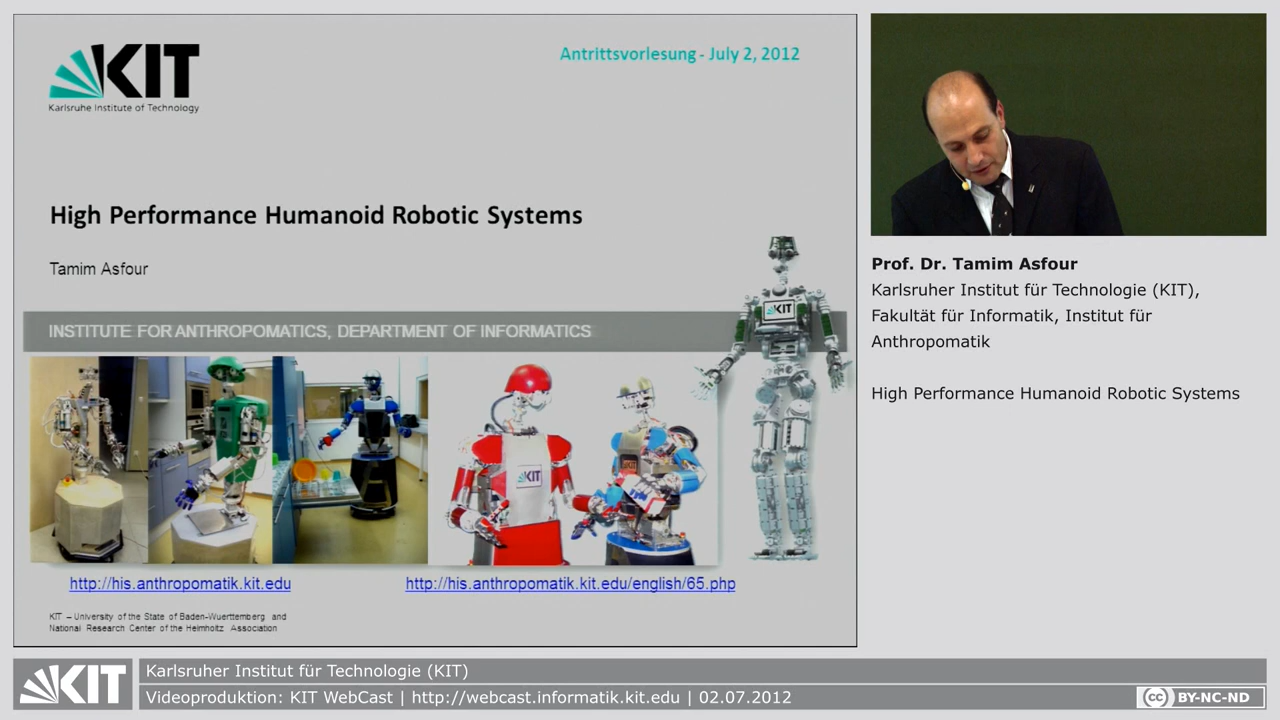 KIT
Karlsruhe Institute of Technology
Antrittsvorlesung - July 2, 2012
High Performance Humanoid Robotic Systems
Tamim Asfour
INSTITUTE FOR ANTHROPOMATICS, DEPARTMENT OF INFORMATICS
KIT
KIT
http://his.anthropomatik.kit.edu
http://his.anthropomatik.kit.edu/english/65.php
KIT – University of the State of Baden-Wuerttemberg and
National Research Center of the Helmholtz Association
Prof. Dr. Tamim Asfour
Karlsruher Institut für Technologie (KIT),
Fakultät für Informatik, Institut für
Anthropomatik
High Performance Humanoid Robotic Systems
KIT
Karlsruher Institut für Technologie (KIT)
Videoproduktion: KIT WebCast | http://webcast.informatik.kit.edu | 02.07.2012
cc BY-NC-ND